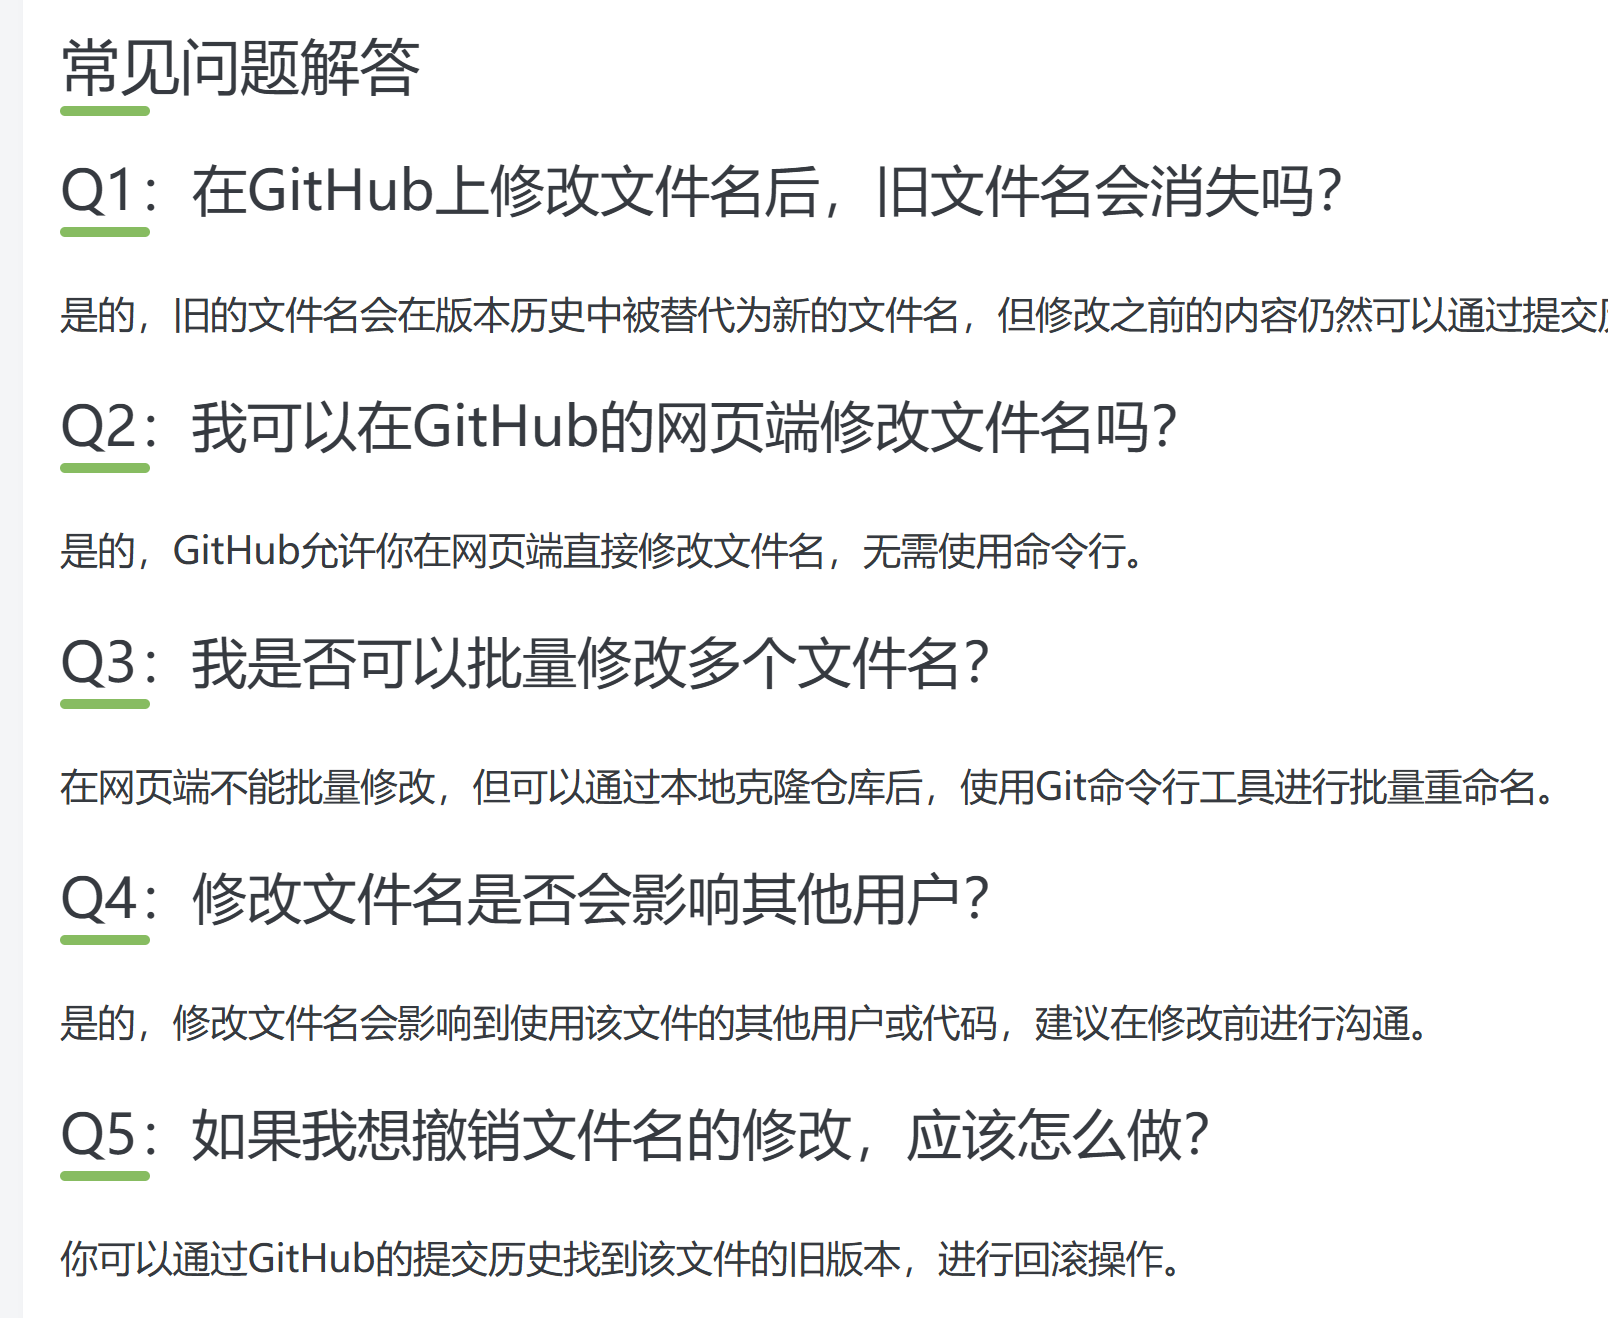 常见问题解答
Q1：在GitHub上修改文件名后，旧文件名会消失吗？
是的，旧的文件名会在版本历史中被替代为新的文件名，但修改之前的内容仍然可以通过提交
Q2：我可以在GitHub的网页端修改文件名吗？
是的，GitHub允许你在网页端直接修改文件名，无需使用命令行。
Q3：我是否可以批量修改多个文件名？
在网页端不能批量修改，但可以通过本地克隆仓库后，使用Git命令行工具进行批量重命名。
Q4：修改文件名是否会影响其他用户？
是的，修改文件名会影响到使用该文件的其他用户或代码，建议在修改前进行沟通。
Q5：如果我想撤销文件名的修改，应该怎么做？
你可以通过GitHub的提交历史找到该文件的旧版本，进行回滚操作。